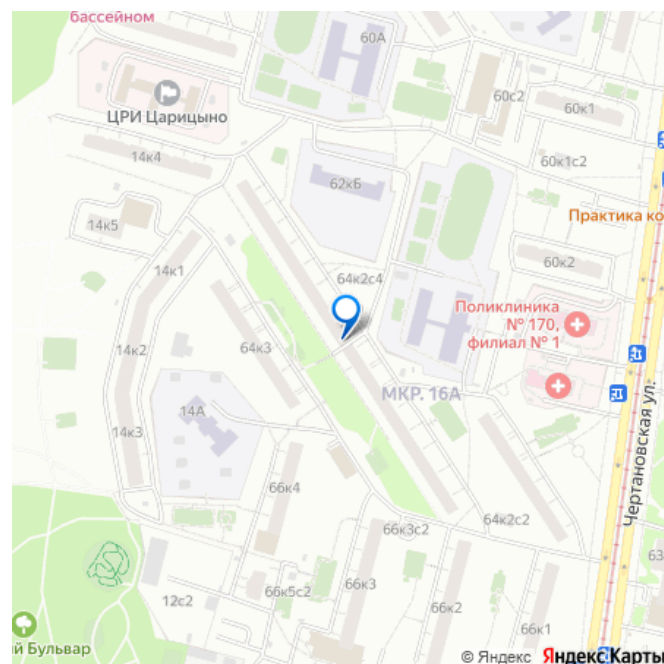 бассейном
60А
60с2
60к1
ЦРИ Царицыно
14к4
60к1с2
62кБ
14к5
Практика ко
60к2
14к1
64к2с4
Поликлиника
№ 170,
филиал № 1
14к2
64к3
МКР. 16А
14А
14к3
Чертановская ул.
66к4
64к2с2
66к3с2
63
66к3
66к5с2
12с2
66к2
66к1
й Бульвар
© Яндекс Яндекс Карты